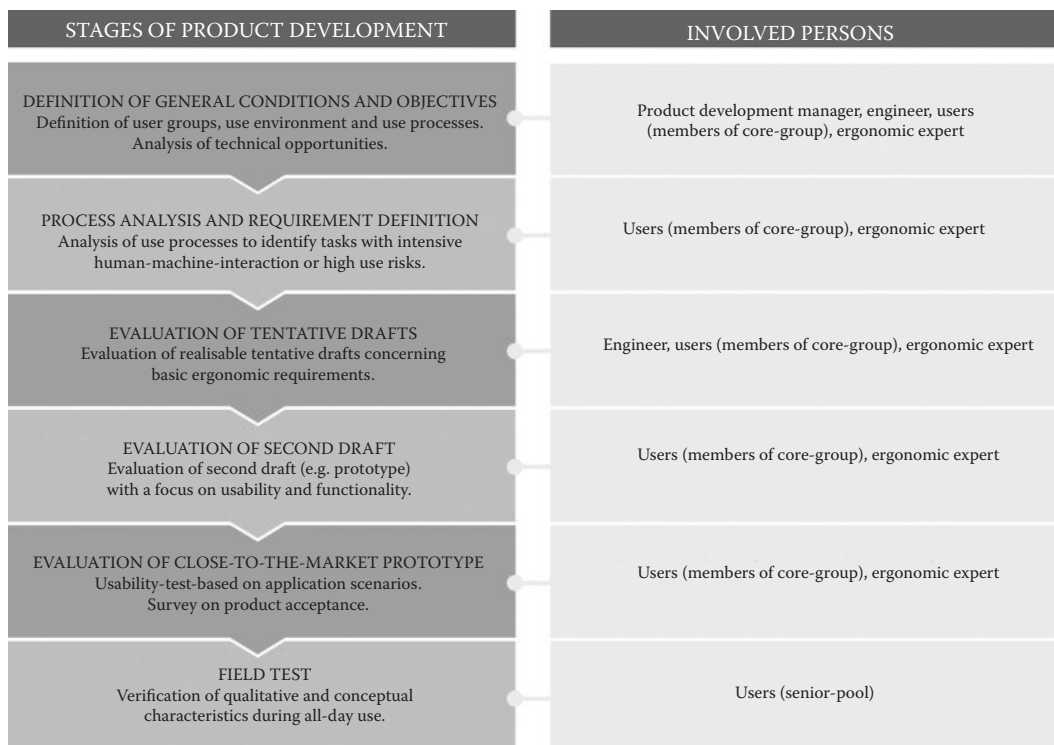 STAGES OF PRODUCT DEVELOPMENT
INVOLVED PERSONS
DEFINITION OF GENERAL CONDITIONS AND OBJECTIVES
Definition of user groups, use environment and use processes.
Analysis of technical opportunities.
Product development manager, engineer, users
(members of core-group), ergonomic expert
PROCESS ANALYSIS AND REQUIREMENT DEFINITION
Analysis of use processes to identify tasks with intensive
human-machine-interaction or high use risks.
Users (members of core-group), ergonomic expert
EVALUATION OF TENTATIVE DRAFTS
Evaluation of realisable tentative drafts concerning
basic ergonomic requirements.
Engineer, users (members of core-group), ergonomic expert
EVALUATION OF SECOND DRAFT
Evaluation of second draft (e.g. prototype)
with a focus on usability and functionality.
Users (members of core-group), ergonomic expert
EVALUATION OF CLOSE-TO-THE-MARKET PROTOTYPE
Usability-test-based on application scenarios.
Survey on product acceptance.
Users (members of core-group), ergonomic expert
FIELD TEST
Verification of qualitative and conceptual
characteristics during all-day use.
Users (senior-pool)